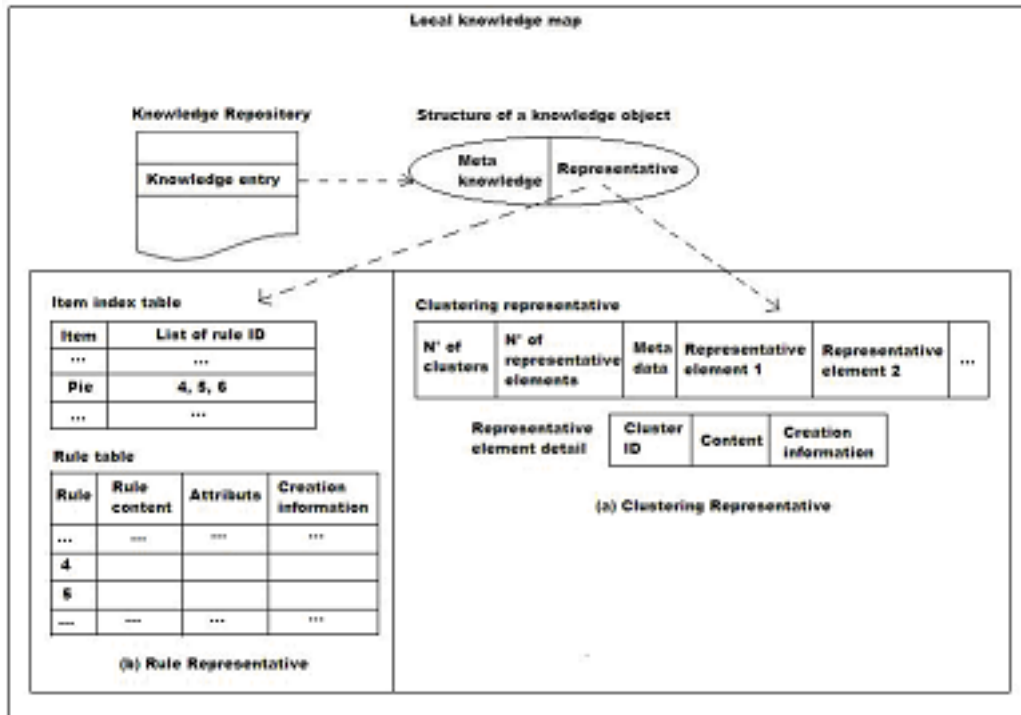 Local knowledge map
Knowledge Repository
Structure of a knowledge object
Knowledge entry
Meta
knowledge
Representative
Item index table
Item List of rule ID
... ...
Pie 4, 5, 6
... ...
Rule table
Rule Rule content Attribute Creation information
... ... ... ...
4
5
... ... ... ...
(b) Rule Representative
Clustering representative
N° of clusters N° of representative elements Meta data Representative element 1 Representative element 2 ...
Representative
element detail
Cluster ID Content Creation information
(a) Clustering Representative